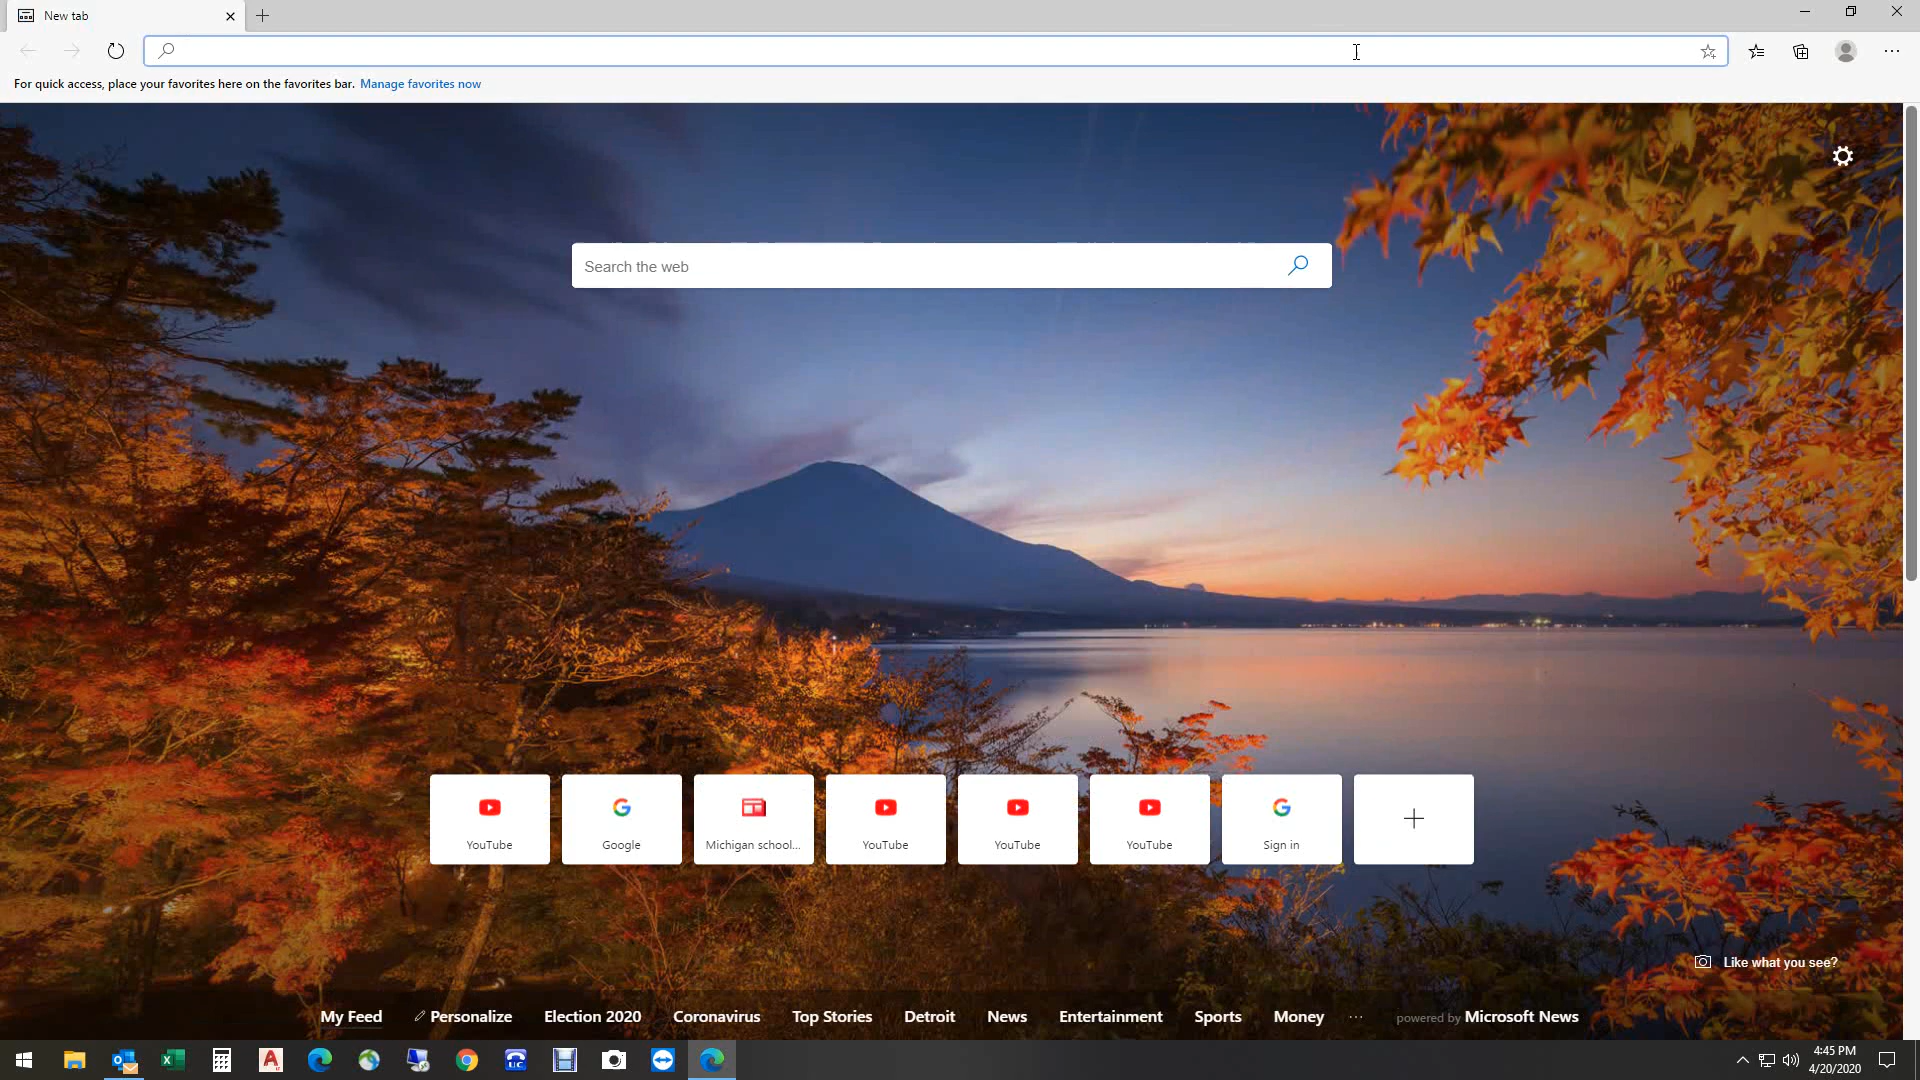 New tab
For quick access, place your favorites here on the favorites bar. Manage favorites now
Search the web
YouTube Google Michigan school... YouTube YouTube YouTube Sign in
Like what you see?
My Feed Personalize Election 2020 Coronavirus Top Stories Detroit News Entertainment Sports Money ... powered by Microsoft News
UC
4:45 PM
4/20/2020